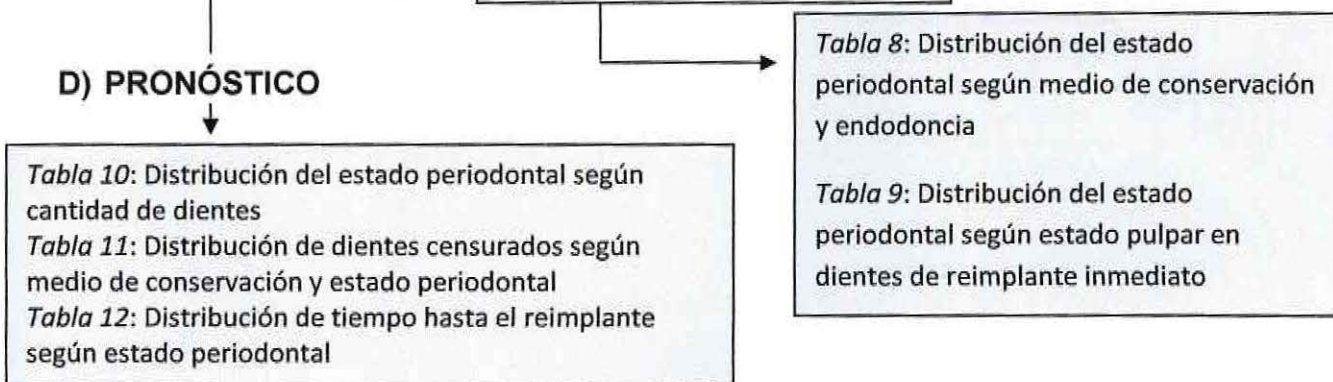 D) PRONÓSTICO
Tabla 10: Distribución del estado periodontal según
cantidad de dientes
Tabla 11: Distribución de dientes censurados según
medio de conservación y estado periodontal
Tabla 12: Distribución de tiempo hasta el reimplante
según estado periodontal
Tabla 8: Distribución del estado
periodontal según medio de conservación
y endodoncia
Tabla 9: Distribución del estado
periodontal según estado pulpar en
dientes de reimplante inmediato